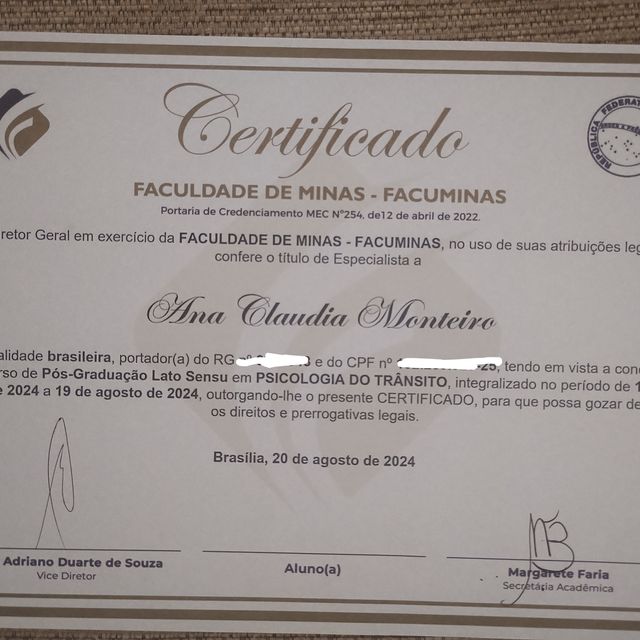 Certificado
REPÚBLICA FEDERAT
FACULDADE DE MINAS - FACUMINAS
Portaria de Credenciamento MEC Nº254, de12 de abril de 2022.
retor Geral em exercício da FACULDADE DE MINAS - FACUMINAS, no uso de suas atribuições leg
confere o título de Especialista a
Ana Claudia Monteiro
alidade brasileira, portador(a) do RG nº e do CPF nº -25, tendo em vista a conc
rso de Pós-Graduação Lato Sensu em PSICOLOGIA DO TRÂNSITO, integralizado no período de 1
e 2024 a 19 de agosto de 2024, outorgando-lhe o presente CERTIFICADO, para que possa gozar de
os direitos e prerrogativas legais.
Brasília, 20 de agosto de 2024
Adriano Duarte de Souza
Vice Diretor
Aluno(a)
Margarete Faria
Secretária Acadêmica